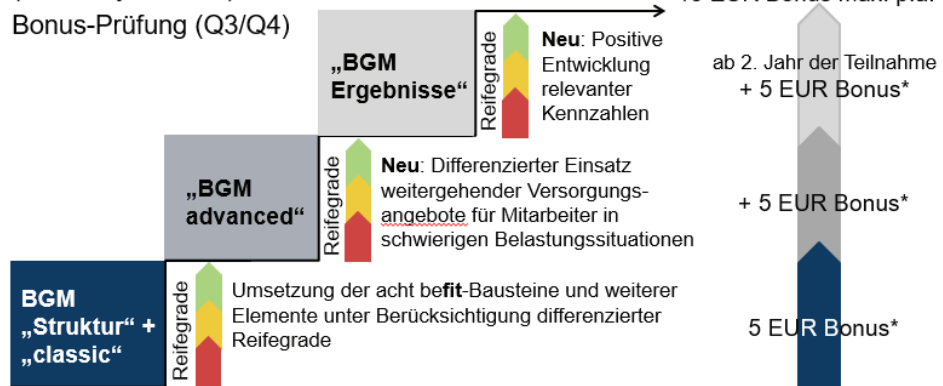 Bonus-Prüfung (Q3/Q4)
„BGM
Ergebnisse“
Reifegrade
Neu: Positive
Entwicklung
relevanter
Kennzahlen
ab 2. Jahr der Teilnahme
+ 5 EUR Bonus*
„BGM
advanced“
Reifegrade
Neu: Differenzierter Einsatz
weitergehender Versorgungs-
angebote für Mitarbeiter in
schwierigen Belastungssituationen
+ 5 EUR Bonus*
BGM
„Struktur“ +
„classic“
Reifegrade
Umsetzung der acht befit-Bausteine und weiterer
Elemente unter Berücksichtigung differenzierter
Reifegrade
5 EUR Bonus*